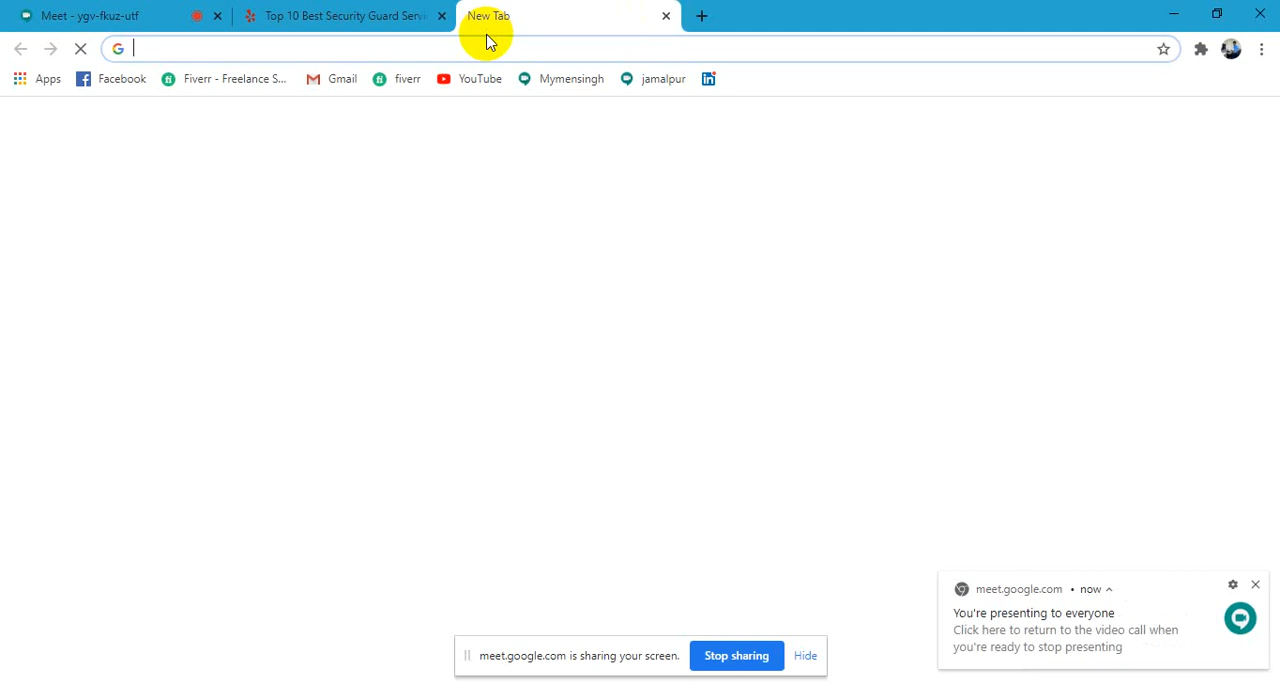 Meet - ygv-fkuz-utf
Top 10 Best Security Guard Servi
New Tab
Apps
Facebook
Fiverr - Freelance S...
Gmail
fiverr
YouTube
Mymensingh
jamalpur
meet.google.com • now
You're presenting to everyone
Click here to return to the video call when
you're ready to stop presenting
meet.google.com is sharing your screen.
Stop sharing
Hide